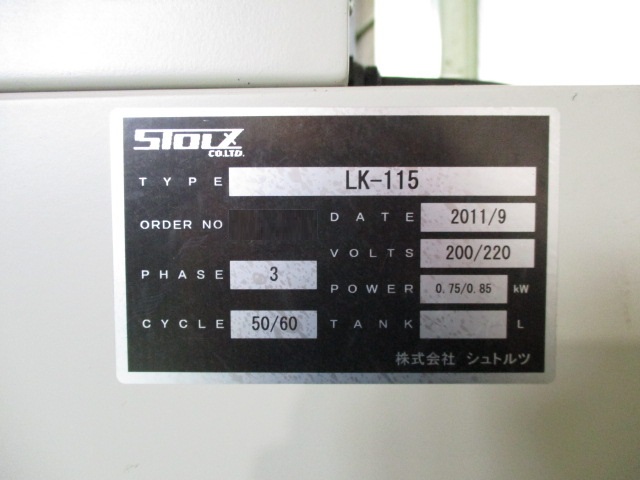 STOLZ
CO.LTD.
TYPE LK-115
ORDER NO
DATE 2011/9
VOLTS 200/220
PHASE 3
POWER 0.75/0.85 kW
CYCLE 50/60
TANK L
株式会社 シュトルツ